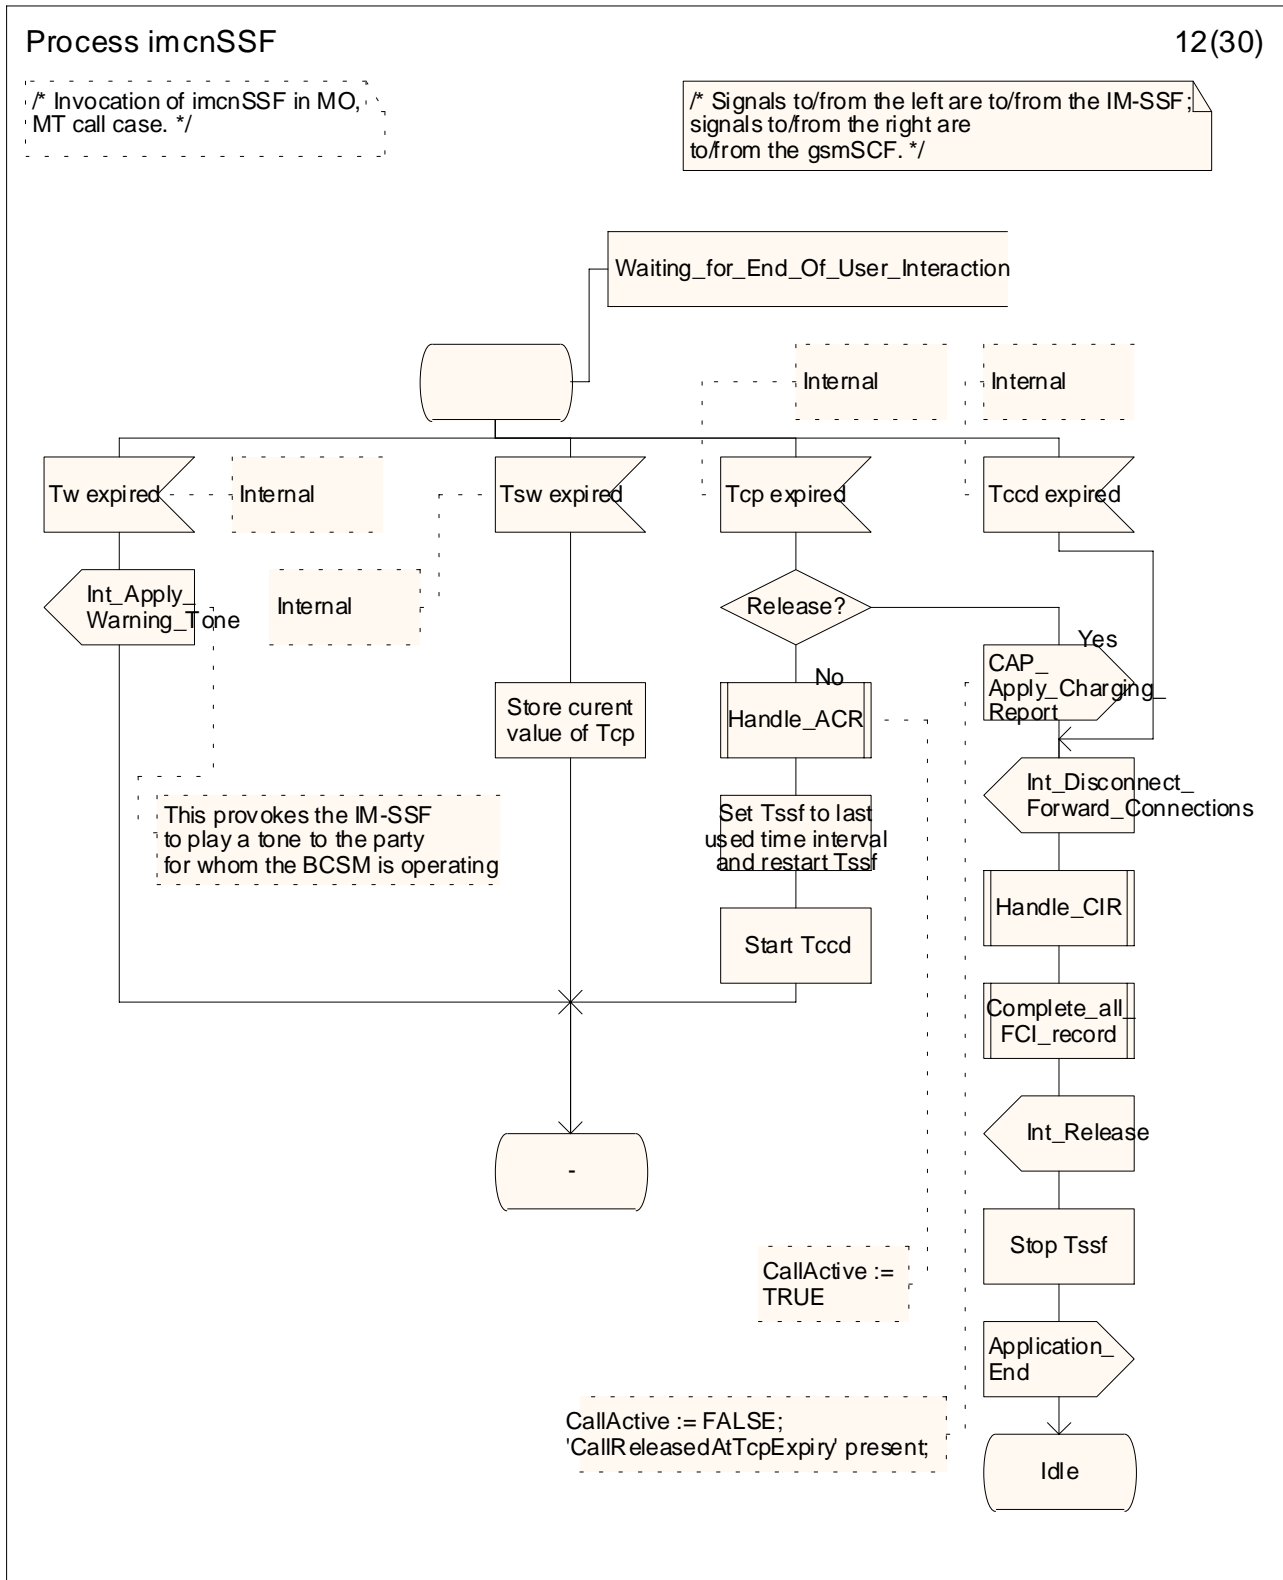 Process imcnSSF
12(30)
/* Invocation of imcnSSF in MO,
MT call case. */
/* Signals to/from the left are to/from the IM-SSF;
signals to/from the right are
to/from the gsmSCF. */
Waiting_for_End_Of_User_Interaction
Internal
Internal
Tw expired
Internal
Tsw expired
Tcp expired
Tccd expired
Int_Apply_
Warning_Tone
Internal
Release?
Yes
No
CAP_
Apply_Charging_
Report
Store curent
value of Tcp
Handle_ACR
Int_Disconnect_
Forward_Connections
This provokes the IM-SSF
to play a tone to the party
for whom the BCSM is operating
Set Tssf to last
used time interval
and restart Tssf
Handle_CIR
Start Tccd
Complete_all_
FCI_record
Int_Release
-
Stop Tssf
CallActive :=
TRUE
Application_
End
CallActive := FALSE;
'CallReleasedAtTcpExpiry' present;
Idle